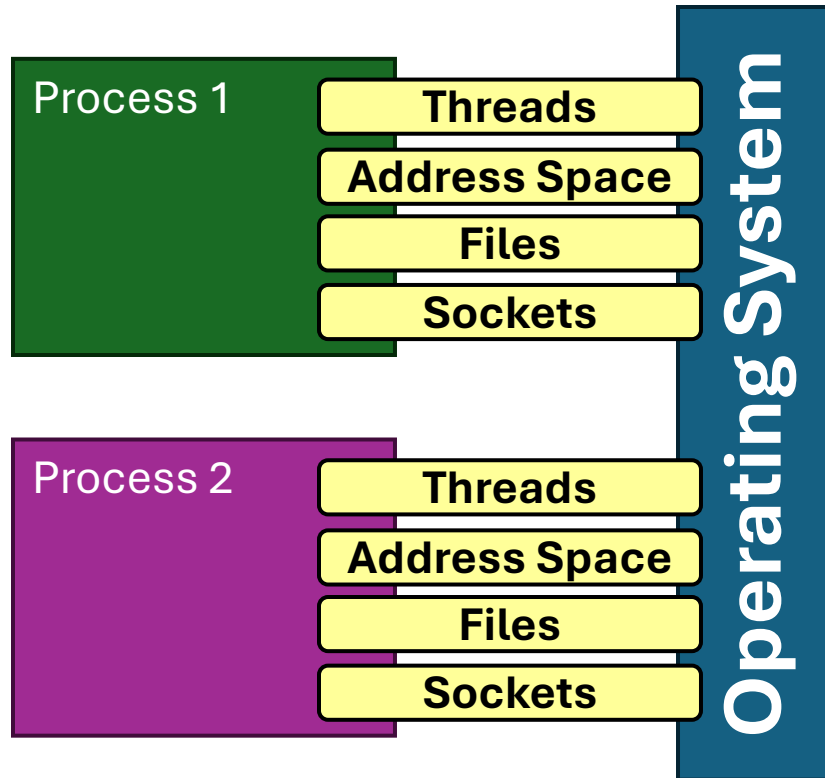 Process 1
Threads
Address Space
Files
Sockets
Process 2
Threads
Address Space
Files
Sockets
Operating System